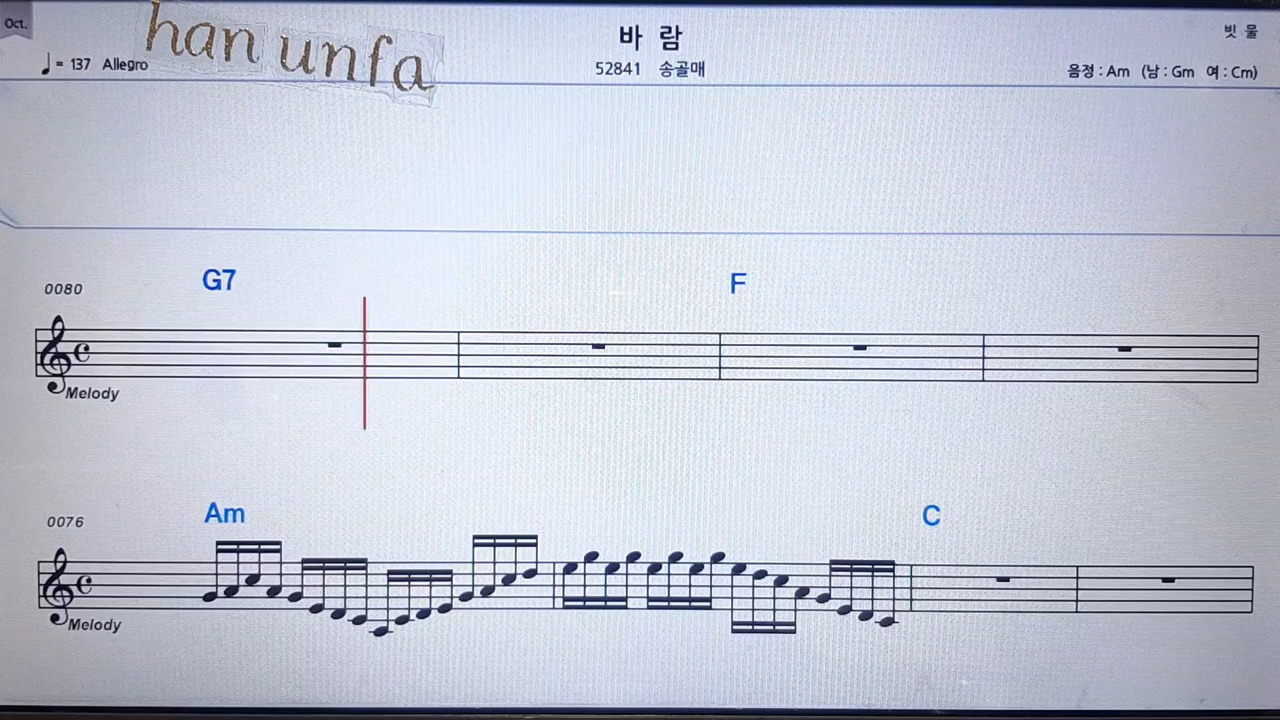 Oct.
han unfa
바 람
빗 물
♩= 137 Allegro
52841 송골매
음정 : Am (남 : Gm 여 : Cm)
G7
F
0080
Melody
Am
C
0076
Melody